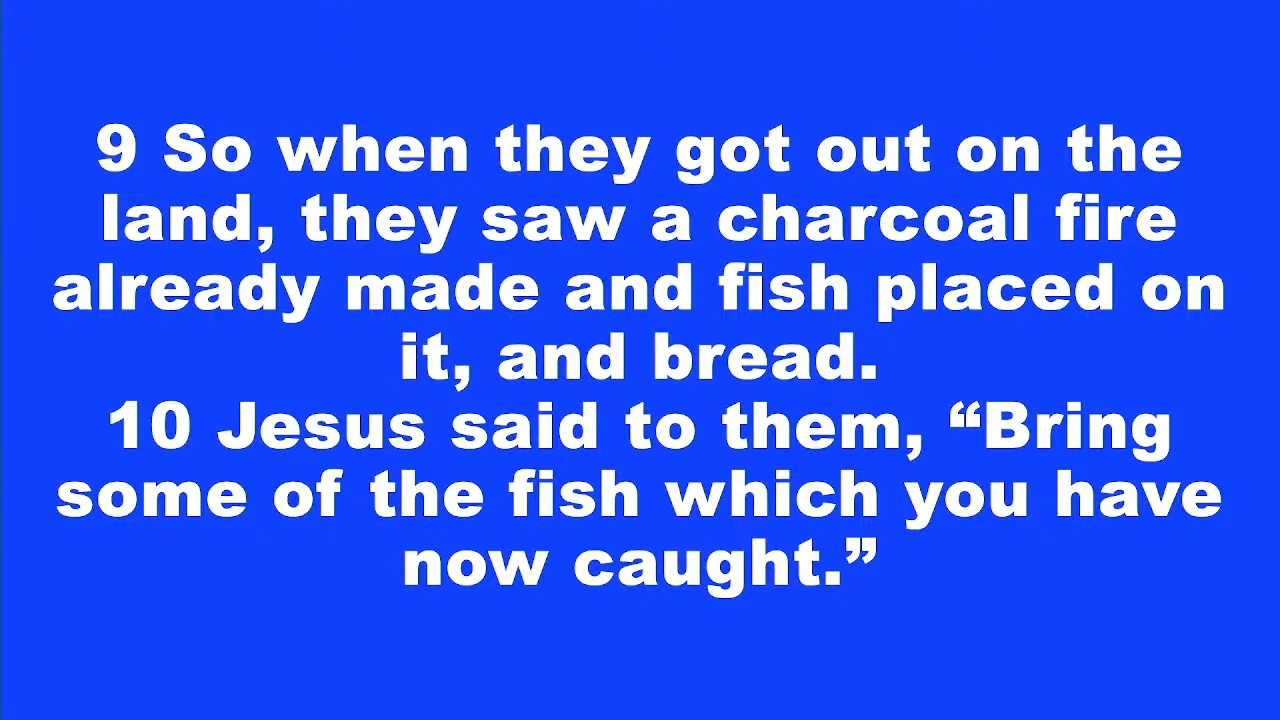 9 So when they got out on the
land, they saw a charcoal fire
already made and fish placed on
it, and bread.
10 Jesus said to them, “Bring
some of the fish which you have
now caught.”